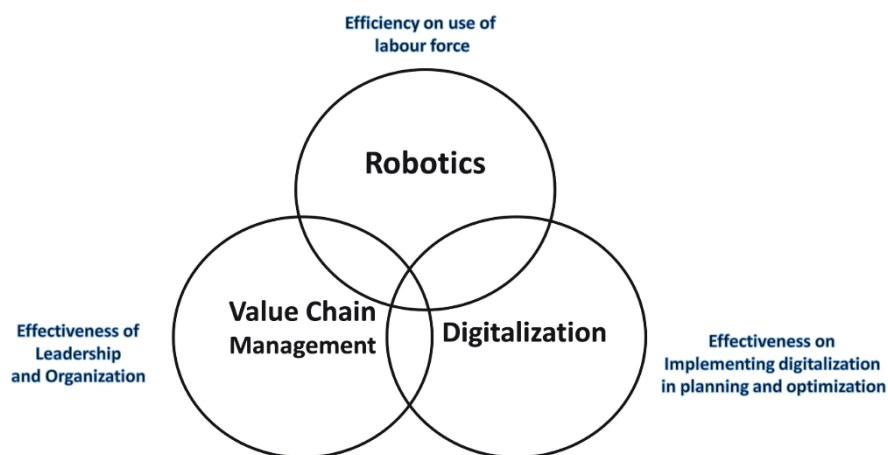 Efficiency on use of
labour force
Robotics
Value Chain
Management
Digitalization
Effectiveness of
Leadership
and Organization
Effectiveness on
Implementing digitalization
in planning and optimization